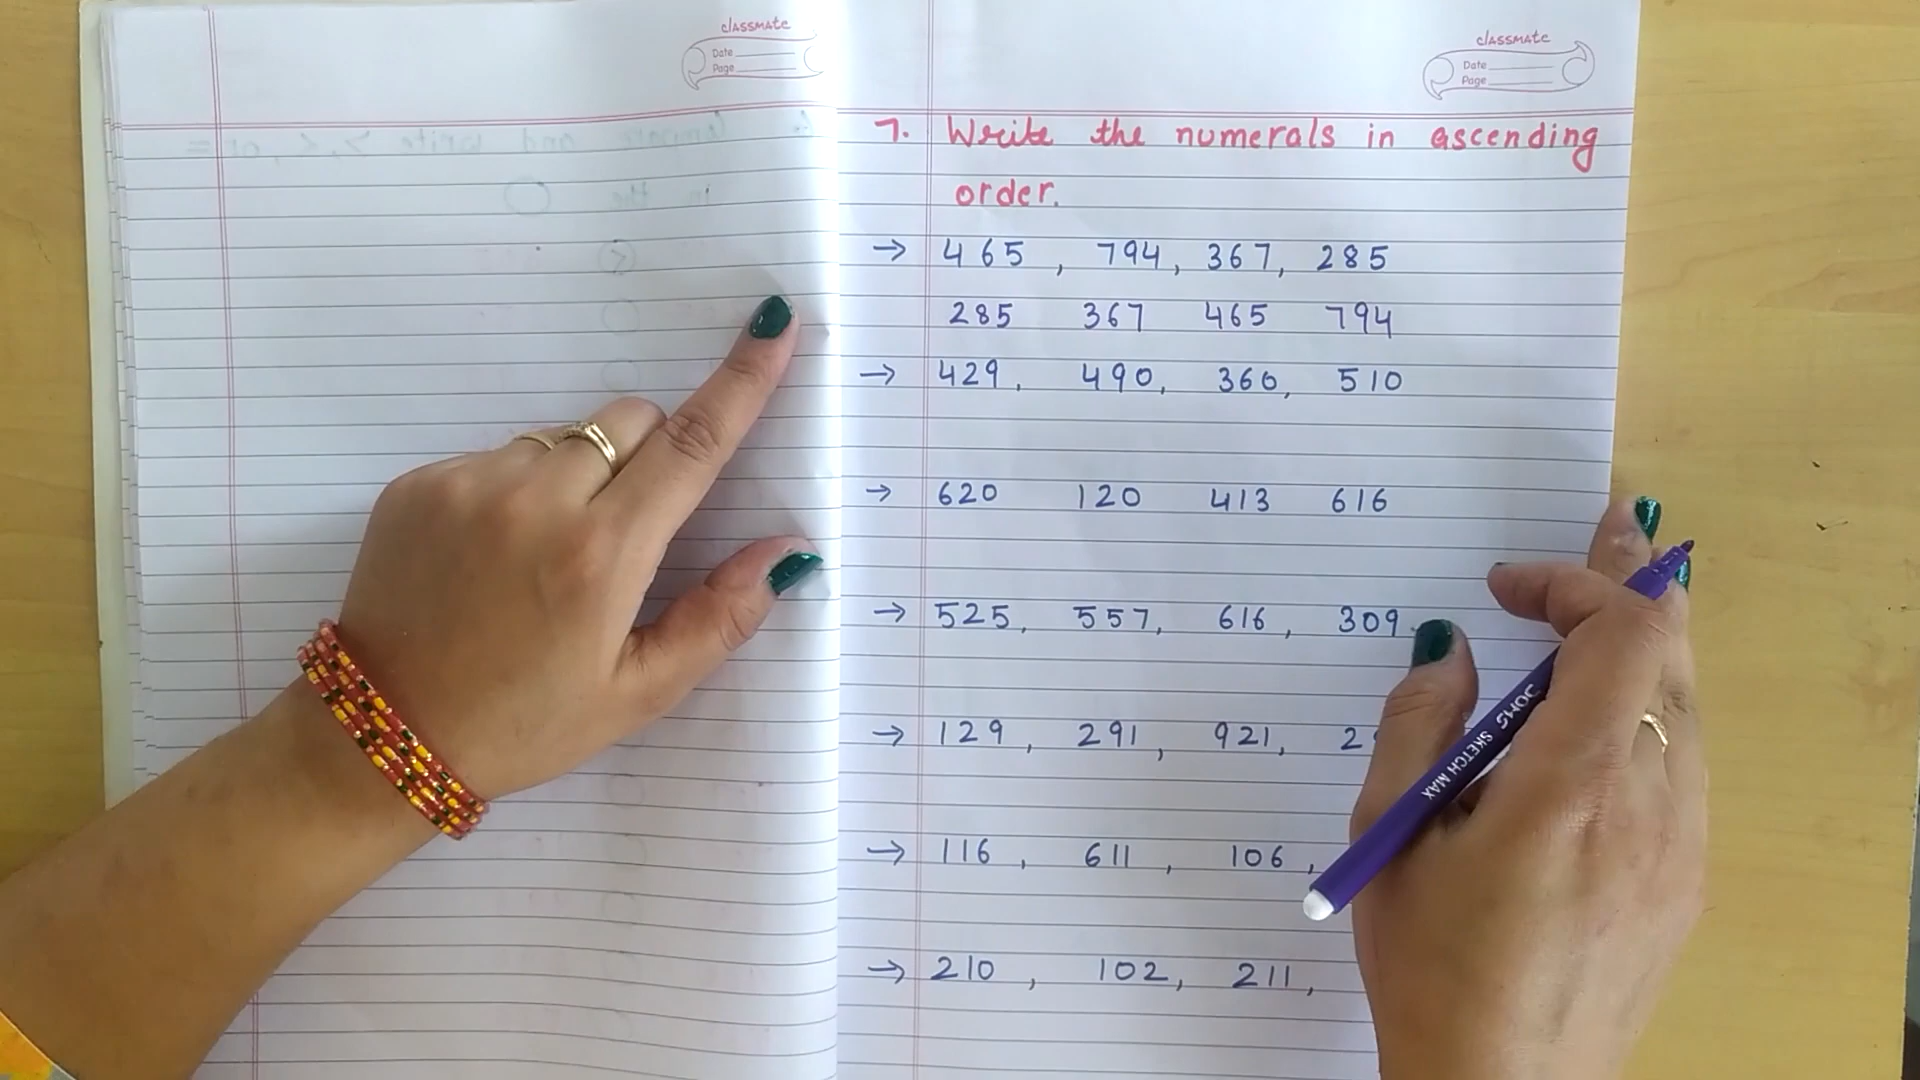 classmate
Date
Page
classmate
Date
Page
7. Write the numerals in ascending
order.
→ 465 , 794, 367, 285
285 367 465 794
→ 429, 490, 360, 510
→ 620 120 413 616
→ 525, 557, 616, 309
→ 129, 291, 921,
→ 116, 611, 106,
→ 210, 102, 211,
DOMS SKETCH MAX